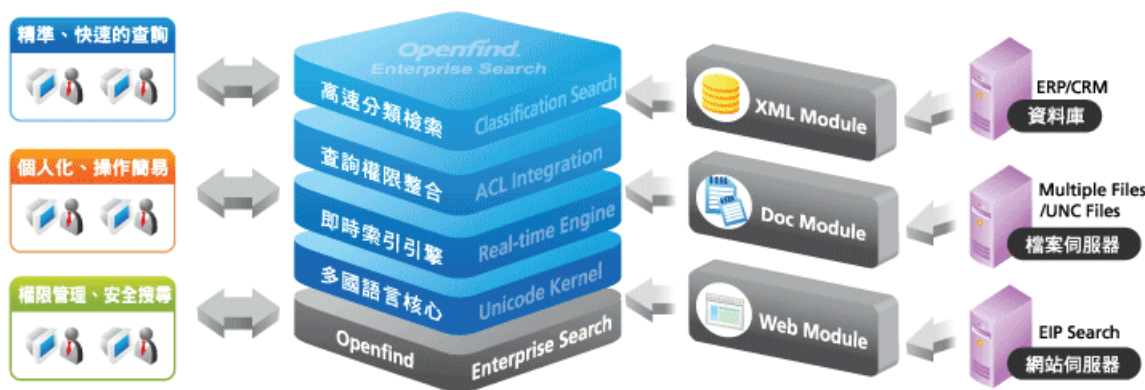 精準、快速的查詢
個人化、操作簡易
權限管理、安全搜尋
Openfind™
Enterprise Search
高速分類檢索
Classification Search
查詢權限整合
ACL Integration
即時索引引擎
Real-time Engine
多國語言核心
Unicode Kernel
Openfind
Enterprise Search
XML Module
Doc Module
Web Module
ERP/CRM
資料庫
Multiple Files
/UNC Files
檔案伺服器
EIP Search
網站伺服器